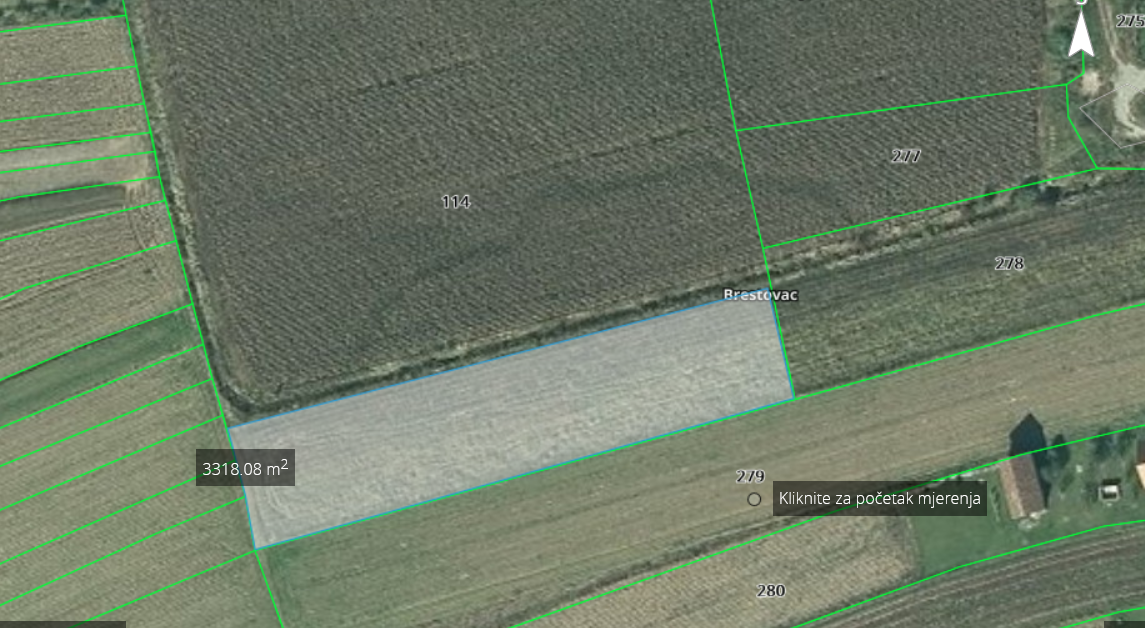 275
277
114
278
Brestovac
3318.08 m²
279
Kliknite za početak mjerenja
280